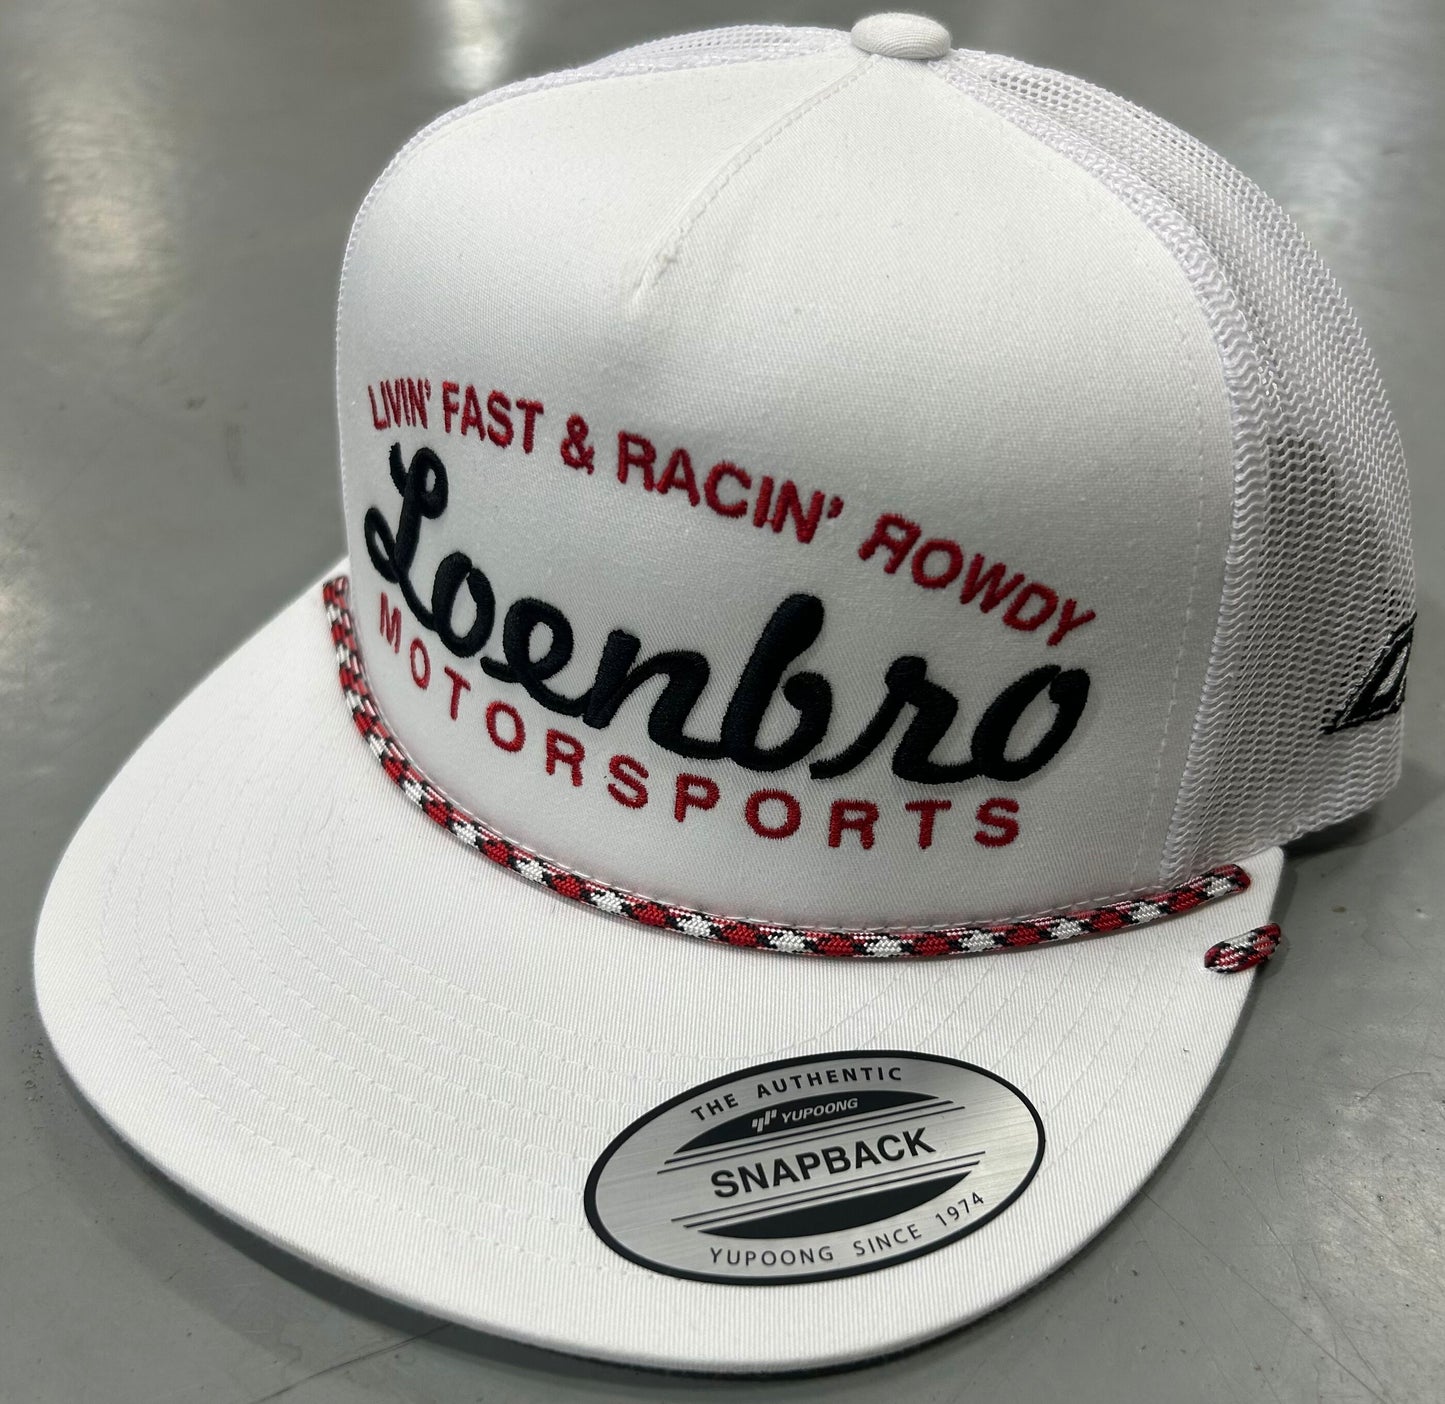 LIVIN' FAST & RACIN' ROWDY
Loenbro
MOTORSPORTS
THE AUTHENTIC
YUPOONG
SNAPBACK
YUPOONG SINCE 1974